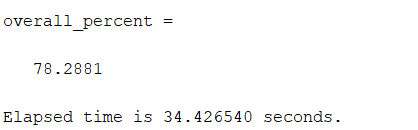 overall_percent =
78.2881
Elapsed time is 34.426540 seconds.